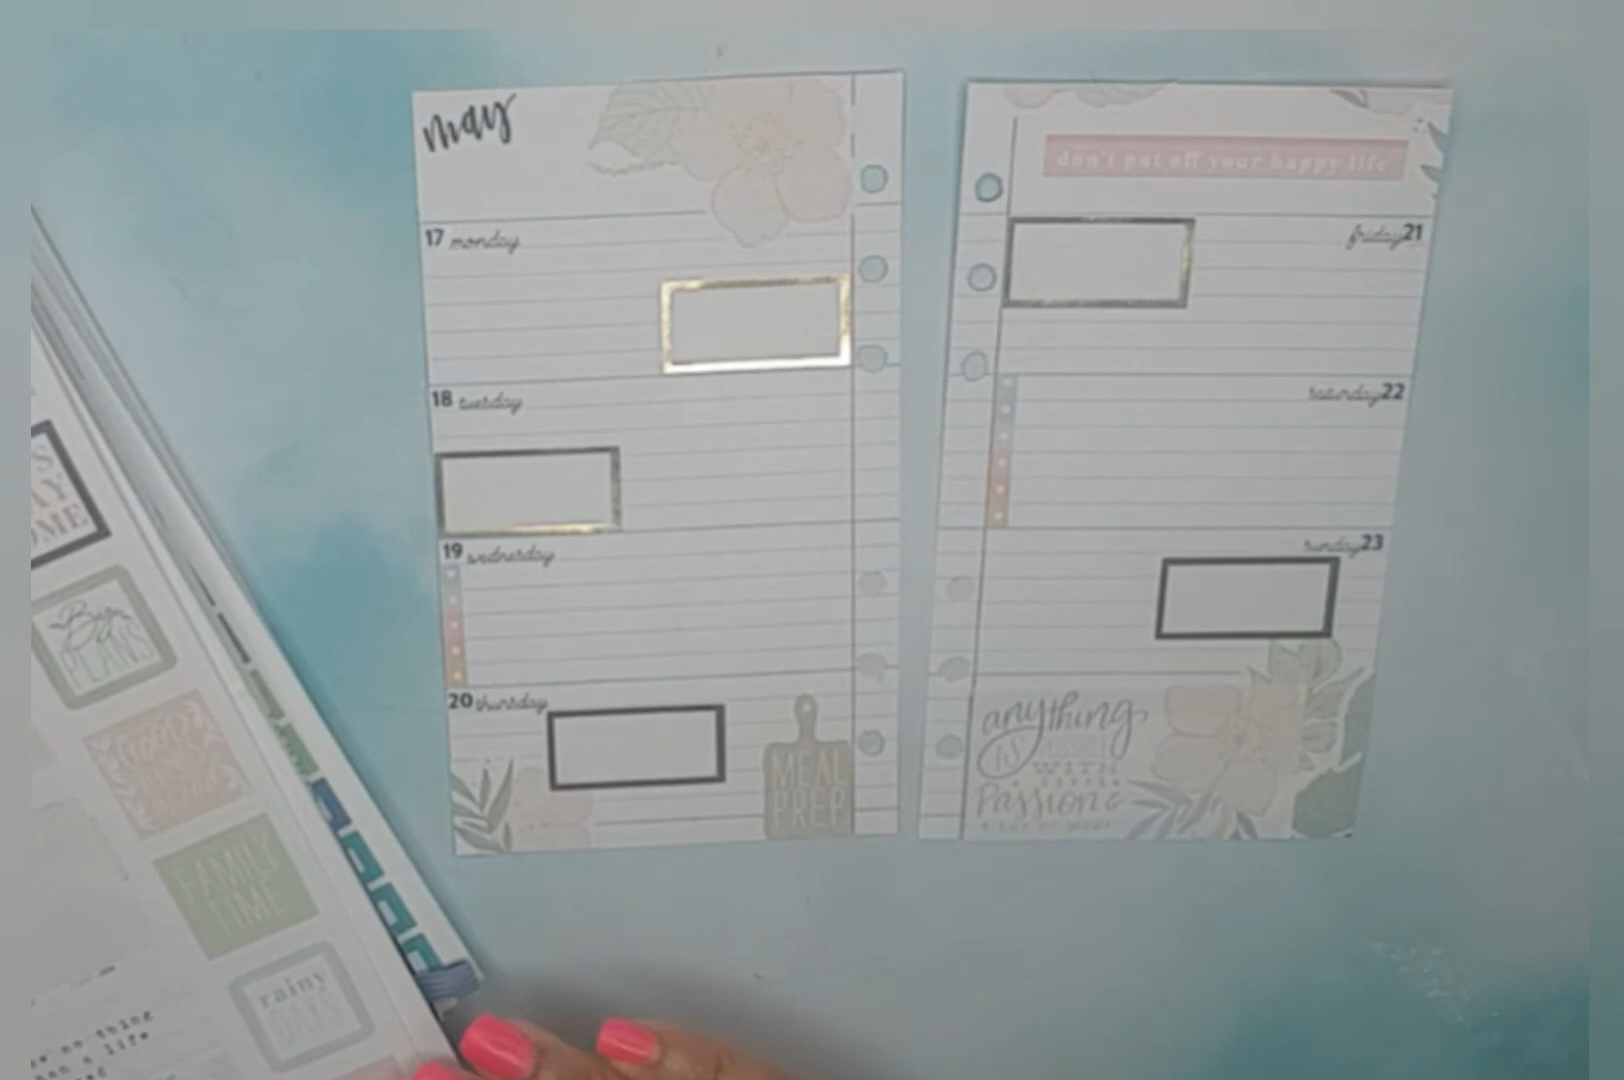 may
17 monday
18 tuesday
19 wednesday
20 thursday
MEAL
PREP
don't put off your happy life
friday 21
saturday 22
sunday 23
anything
is
WITH
Passion &
Big
PLANS
FAMILY
TIME
rainy
DAYS